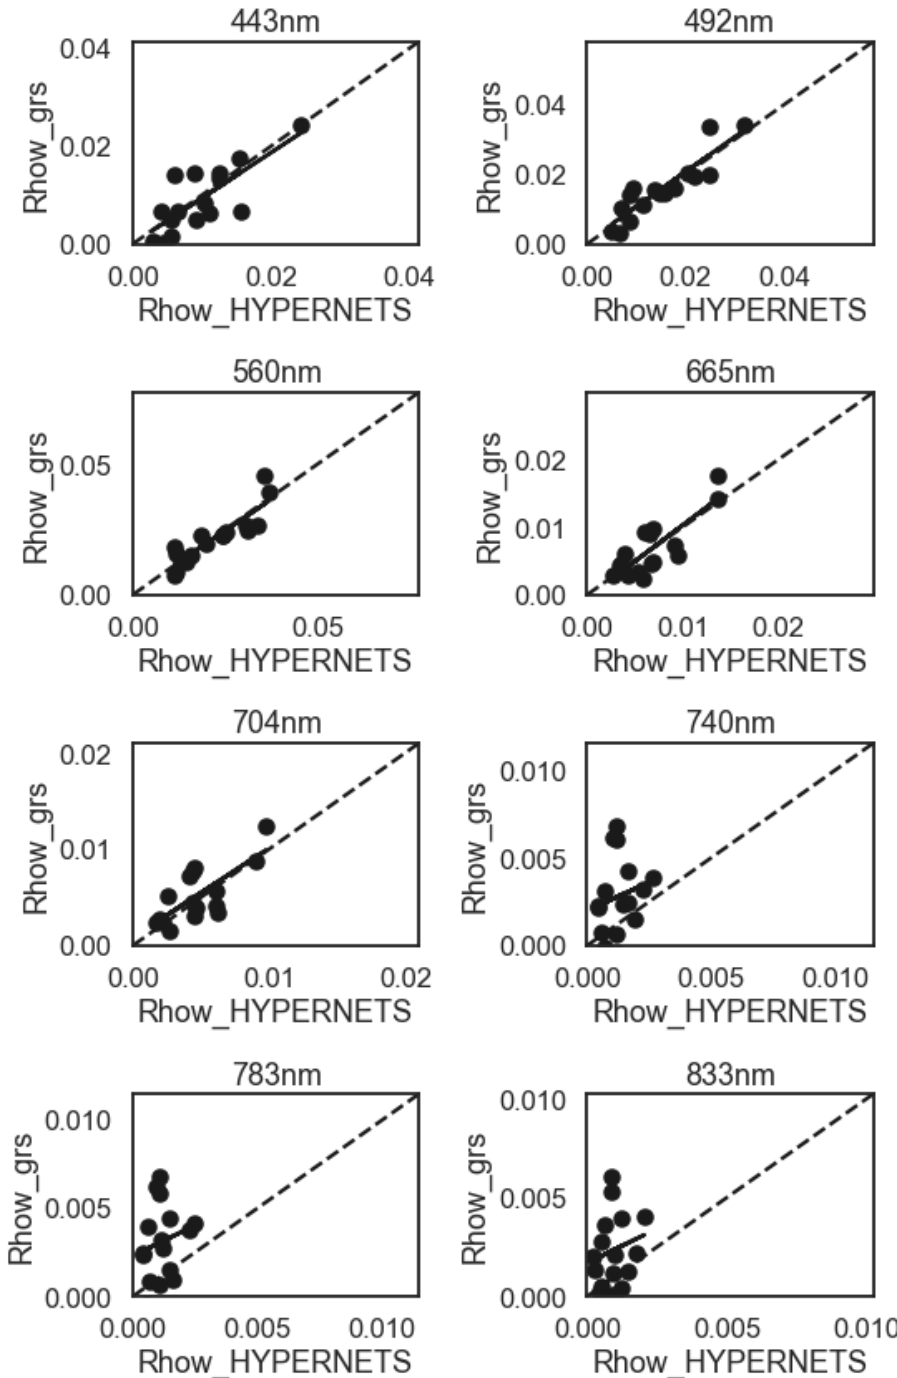 443nm
0.04
0.02
0.00
Rhow_grs
0.00 0.02 0.04
Rhow_HYPERNETS
492nm
0.04
0.02
0.00
Rhow_grs
0.00 0.02 0.04
Rhow_HYPERNETS
560nm
0.05
0.00
Rhow_grs
0.00 0.05
Rhow_HYPERNETS
665nm
0.02
0.01
0.00
Rhow_grs
0.00 0.01 0.02
Rhow_HYPERNETS
704nm
0.02
0.01
0.00
Rhow_grs
0.00 0.01 0.02
Rhow_HYPERNETS
740nm
0.010
0.005
0.000
Rhow_grs
0.000 0.005 0.010
Rhow_HYPERNETS
783nm
0.010
0.005
0.000
Rhow_grs
0.000 0.005 0.010
Rhow_HYPERNETS
833nm
0.010
0.005
0.000
Rhow_grs
0.000 0.005 0.010
Rhow_HYPERNETS